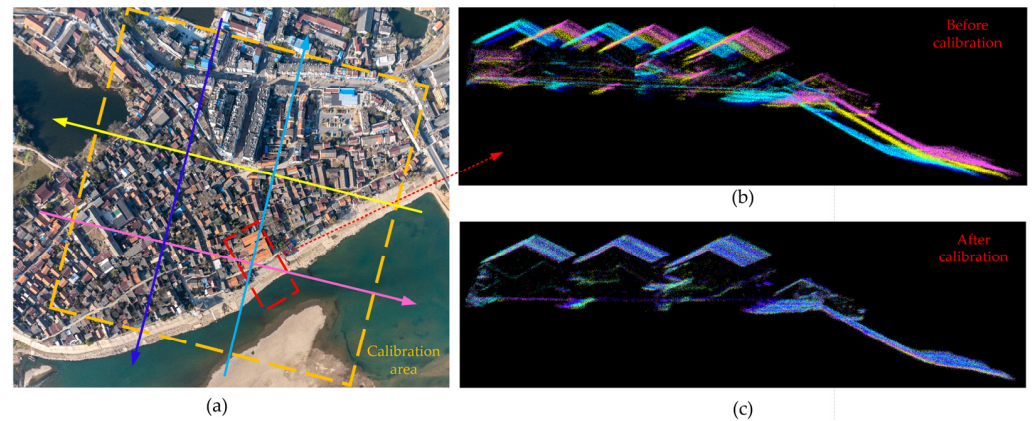 Before
calibration
(b)
Calibration
area
After
calibration
(a)
(c)